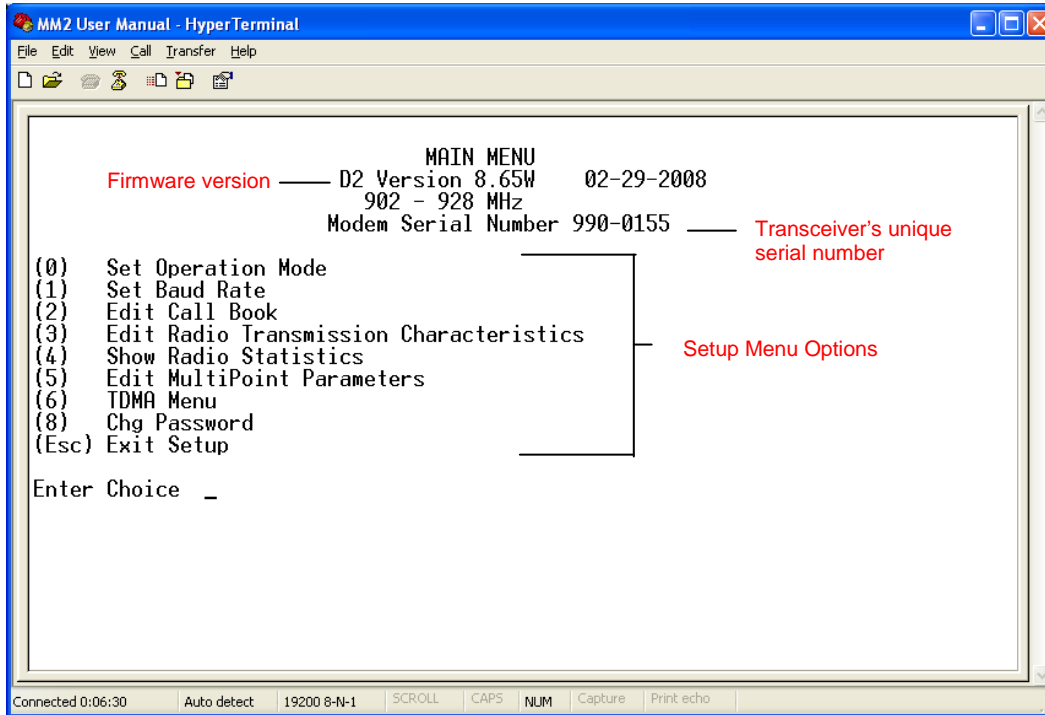 MM2 User Manual - HyperTerminal
File Edit View Call Transfer Help
MAIN MENU
Firmware version D2 Version 8.65W 02-29-2008
902 - 928 MHz
Modem Serial Number 990-0155 Transceiver's unique
serial number
(0) Set Operation Mode
(1) Set Baud Rate
(2) Edit Call Book
(3) Edit Radio Transmission Characteristics
(4) Show Radio Statistics
Setup Menu Options
(5) Edit MultiPoint Parameters
(6) TDMA Menu
(8) Chg Password
(Esc) Exit Setup
Enter Choice _
Connected 0:06:30 Auto detect 19200 8-N-1 SCROLL CAPS NUM Capture Print echo